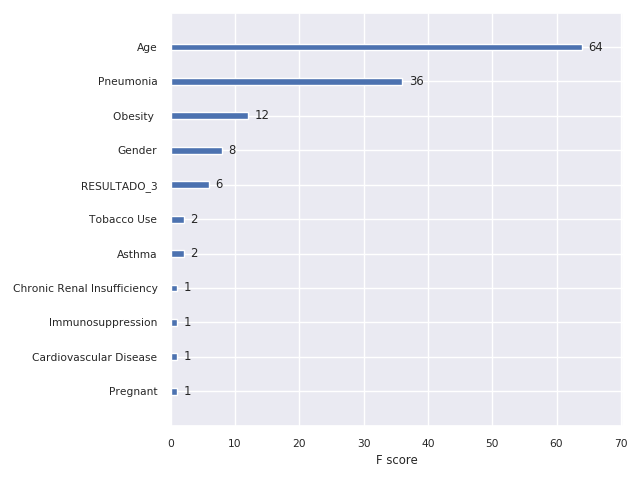 Age 64
Pneumonia 36
Obesity 12
Gender 8
RESULTADO_3 6
Tobacco Use 2
Asthma 2
Chronic Renal Insufficiency 1
Immunosuppression 1
Cardiovascular Disease 1
Pregnant 1
0 10 20 30 40 50 60 70
F score